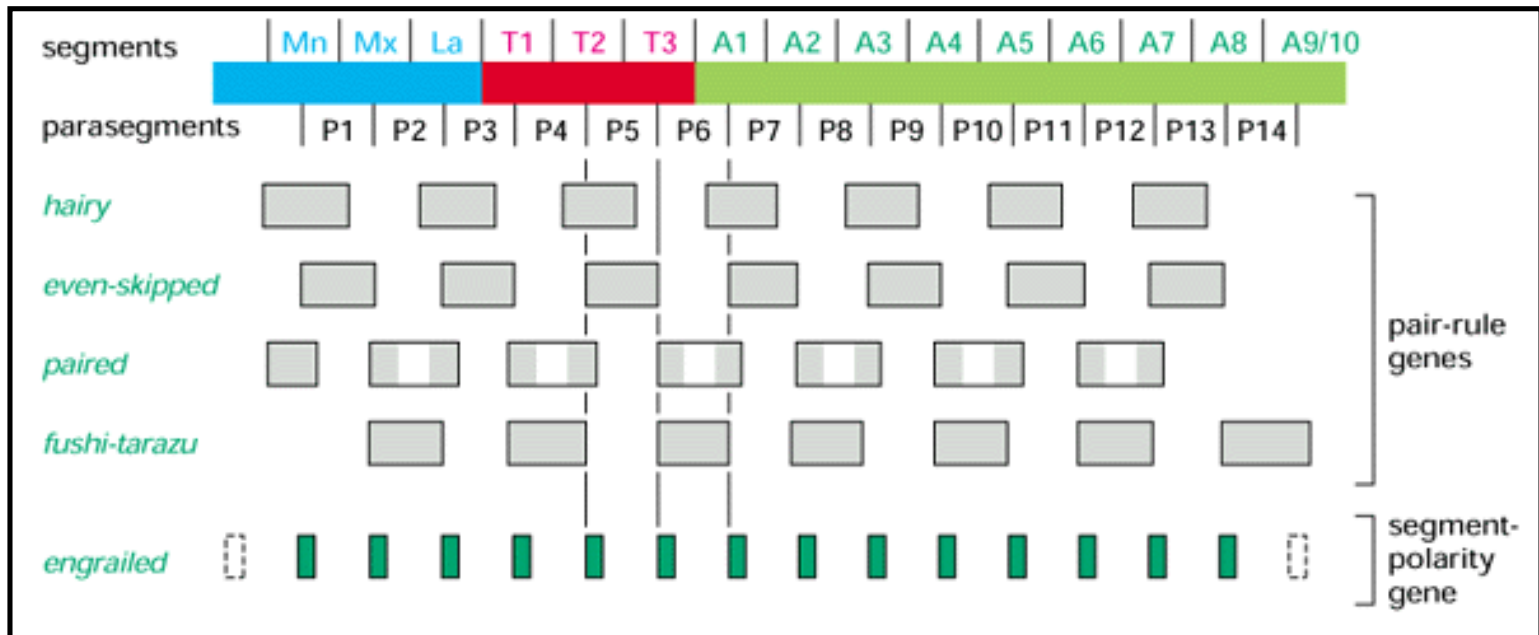 segments Mn Mx La T1 T2 T3 A1 A2 A3 A4 A5 A6 A7 A8 A9/10
parasegments P1 P2 P3 P4 P5 P6 P7 P8 P9 P10 P11 P12 P13 P14
hairy
even-skipped
paired
fushi-tarazu
pair-rule
genes
engrailed
segment-
polarity
gene